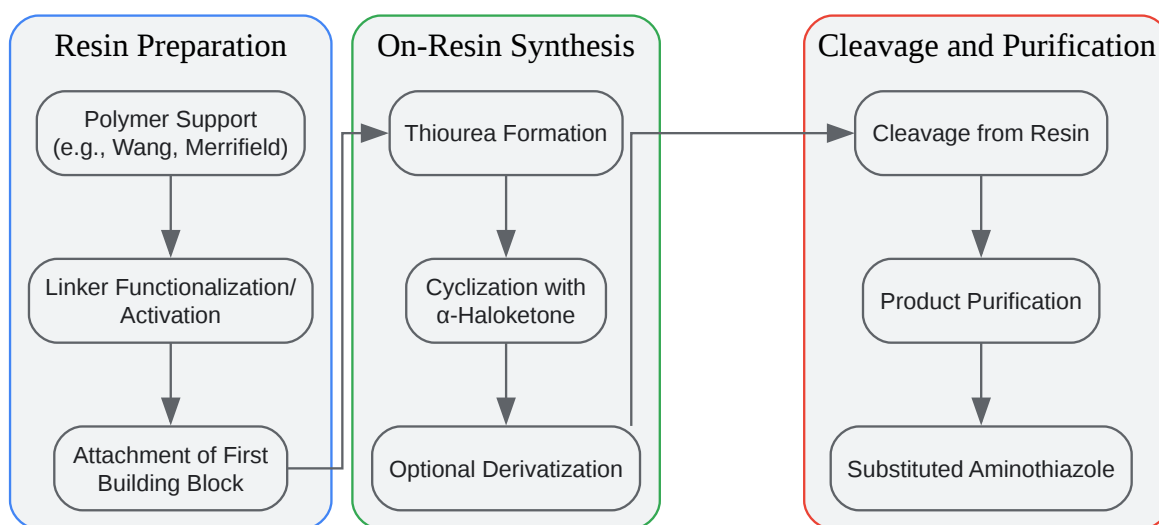 Resin Preparation
Polymer Support
(e.g., Wang, Merrifield)
Linker Functionalization/
Activation
Attachment of First
Building Block
On-Resin Synthesis
Thiourea Formation
Cyclization with
α-Haloketone
Optional Derivatization
Cleavage and Purification
Cleavage from Resin
Product Purification
Substituted Aminothiazole